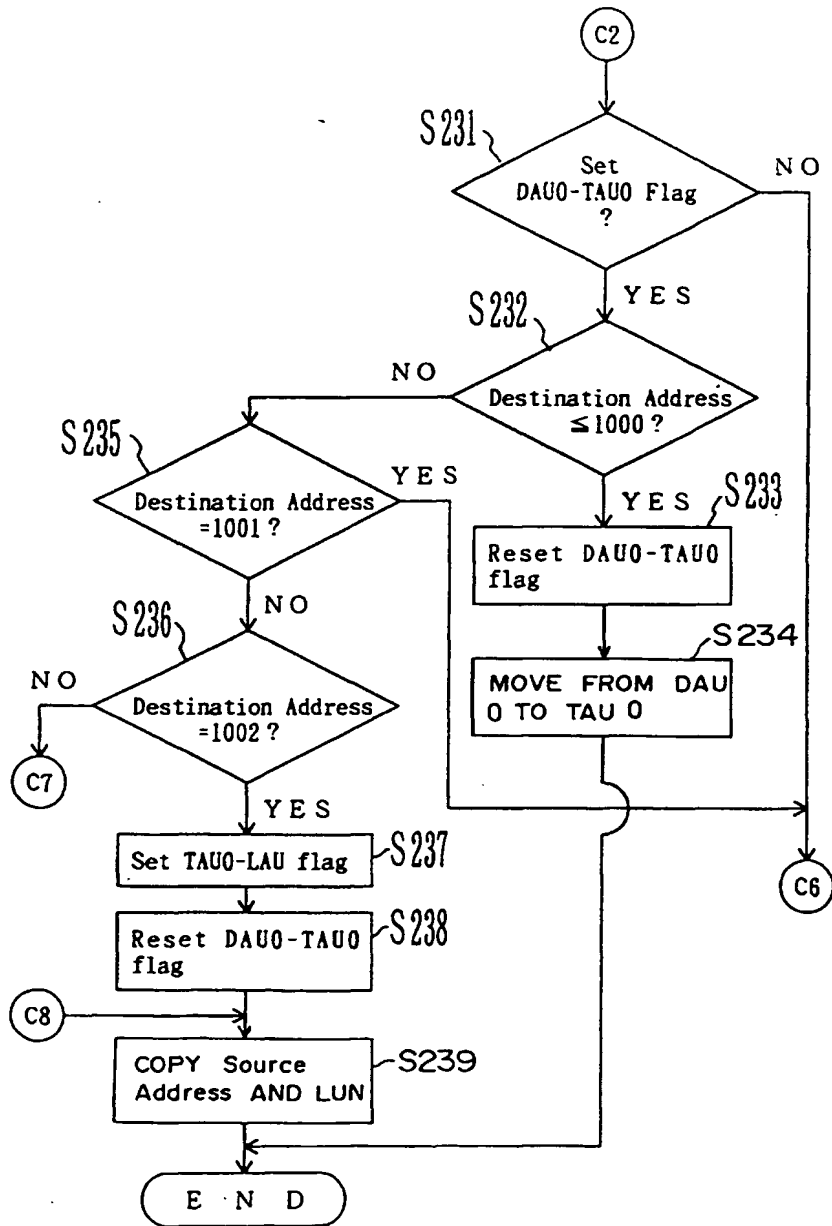 C2
S231
Set
DAU0-TAU0 Flag
?
NO
YES
S232
Destination Address
≦1000?
NO
YES
S233
Reset DAU0-TAU0
flag
S234
MOVE FROM DAU
0 TO TAU 0
S235
Destination Address
=1001?
YES
NO
S236
Destination Address
=1002?
NO
C7
YES
Set TAU0-LAU flag
S237
Reset DAU0-TAU0
flag
S238
C6
C8
COPY Source
Address AND LUN
S239
END